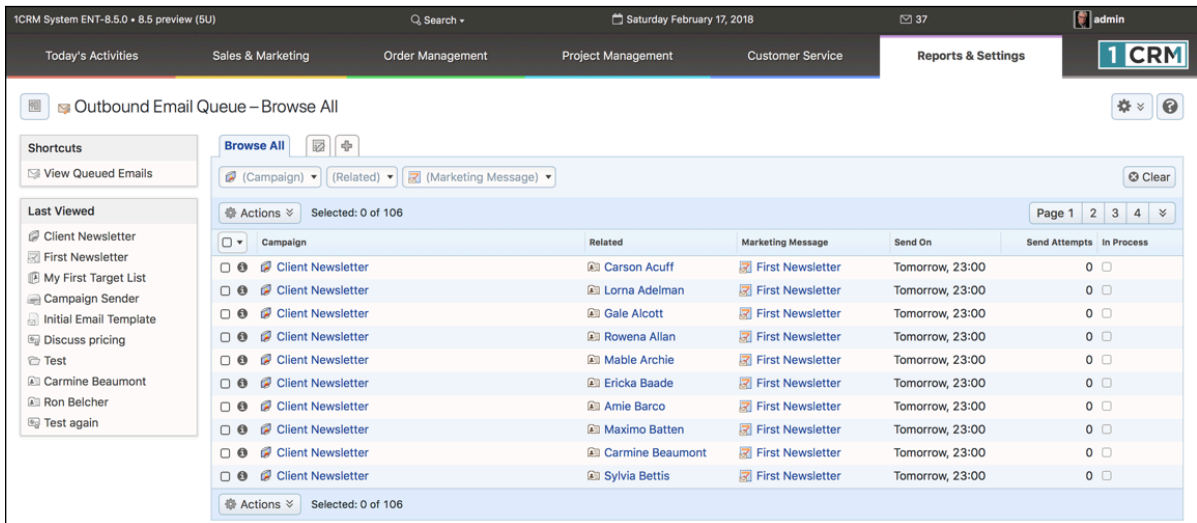 1CRM System ENT-8.5.0 • 8.5 preview (5U) Search Saturday February 17, 2018 37 admin
Today's Activities Sales & Marketing Order Management Project Management Customer Service Reports & Settings 1 CRM
Outbound Email Queue – Browse All
Shortcuts
View Queued Emails
Last Viewed
Client Newsletter
First Newsletter
My First Target List
Campaign Sender
Initial Email Template
Discuss pricing
Test
Carmine Beaumont
Ron Belcher
Test again
Browse All
(Campaign) (Related) (Marketing Message) Clear
Actions Selected: 0 of 106 Page 1 2 3 4
Campaign Related Marketing Message Send On Send Attempts In Process
Client Newsletter Carson Acuff First Newsletter Tomorrow, 23:00 0
Client Newsletter Lorna Adelman First Newsletter Tomorrow, 23:00 0
Client Newsletter Gale Alcott First Newsletter Tomorrow, 23:00 0
Client Newsletter Rowena Allan First Newsletter Tomorrow, 23:00 0
Client Newsletter Mable Archie First Newsletter Tomorrow, 23:00 0
Client Newsletter Ericka Baade First Newsletter Tomorrow, 23:00 0
Client Newsletter Amie Barco First Newsletter Tomorrow, 23:00 0
Client Newsletter Maximo Batten First Newsletter Tomorrow, 23:00 0
Client Newsletter Carmine Beaumont First Newsletter Tomorrow, 23:00 0
Client Newsletter Sylvia Bettis First Newsletter Tomorrow, 23:00 0
Actions Selected: 0 of 106